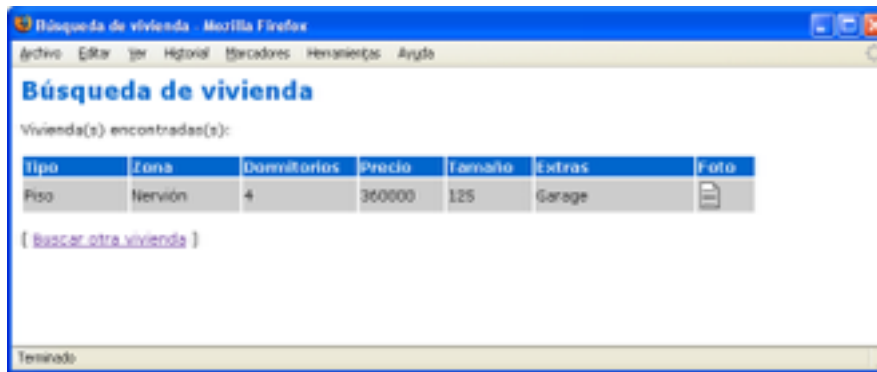 Búsqueda de vivienda - Mozilla Firefox
Archivo Editar Ver Historial Marcadores Herramientas Ayuda
Búsqueda de vivienda
Vivienda(s) encontradas(s):
Tipo Zona Dormitorios Precio Tamaño Extras Foto
Piso Nervión 4 360000 125 Garage
[ Buscar otra vivienda ]
Terminado